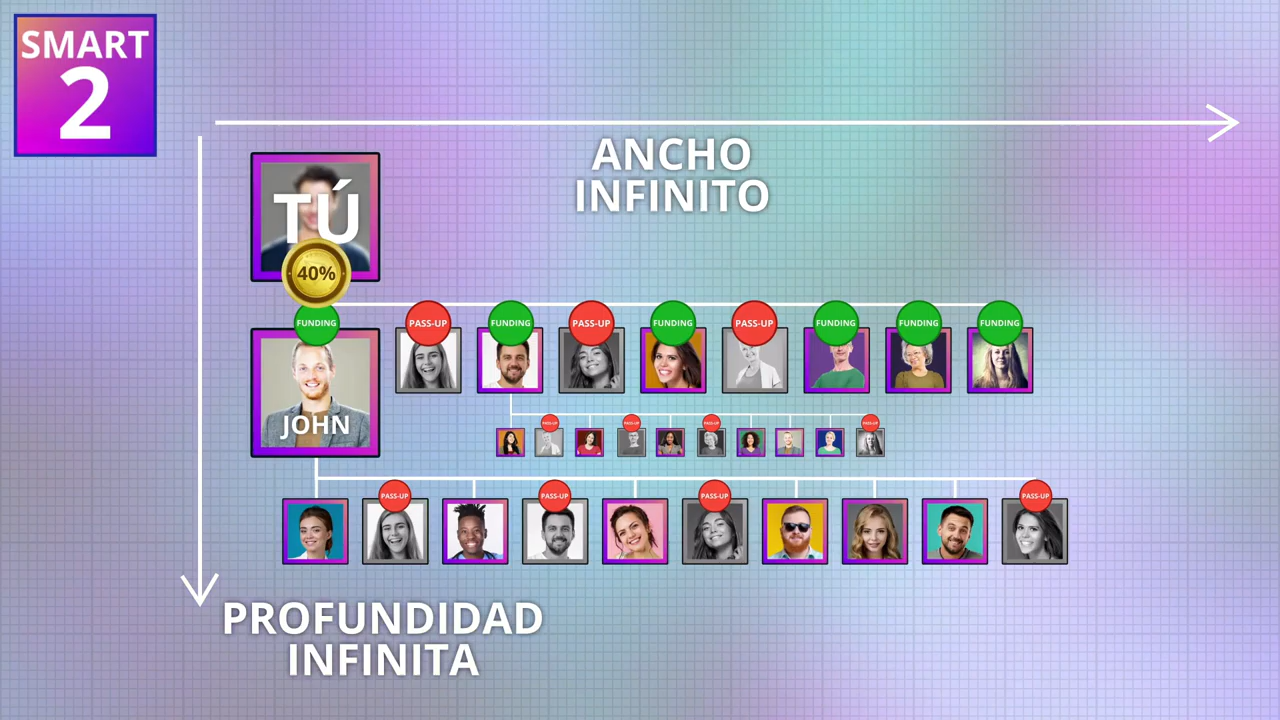 SMART
2
ANCHO
INFINITO
TÚ
40%
FUNDING
PASS-UP
FUNDING
PASS-UP
FUNDING
PASS-UP
FUNDING
FUNDING
FUNDING
JOHN
PASS-UP
PASS-UP
PASS-UP
PASS-UP
PASS-UP
PASS-UP
PASS-UP
PASS-UP
PROFUNDIDAD
INFINITA